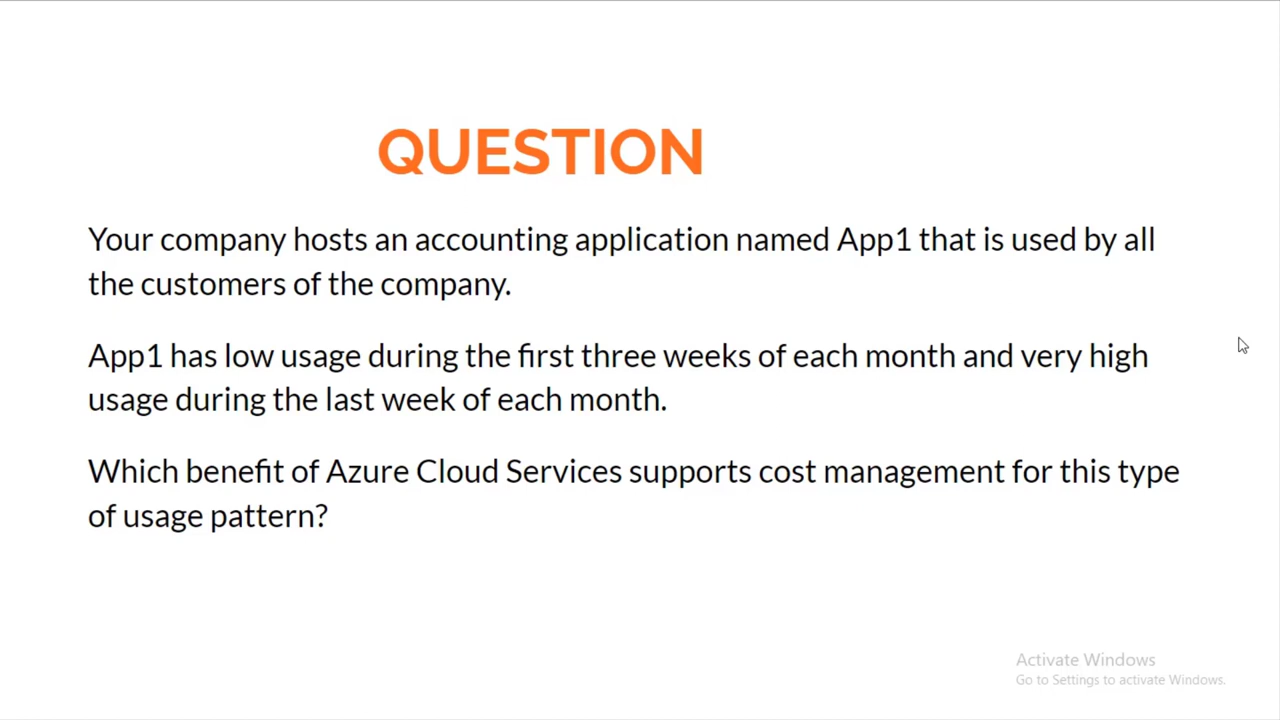 QUESTION
Your company hosts an accounting application named App1 that is used by all
the customers of the company.
App1 has low usage during the first three weeks of each month and very high
usage during the last week of each month.
Which benefit of Azure Cloud Services supports cost management for this type
of usage pattern?
Activate Windows
Go to Settings to activate Windows.